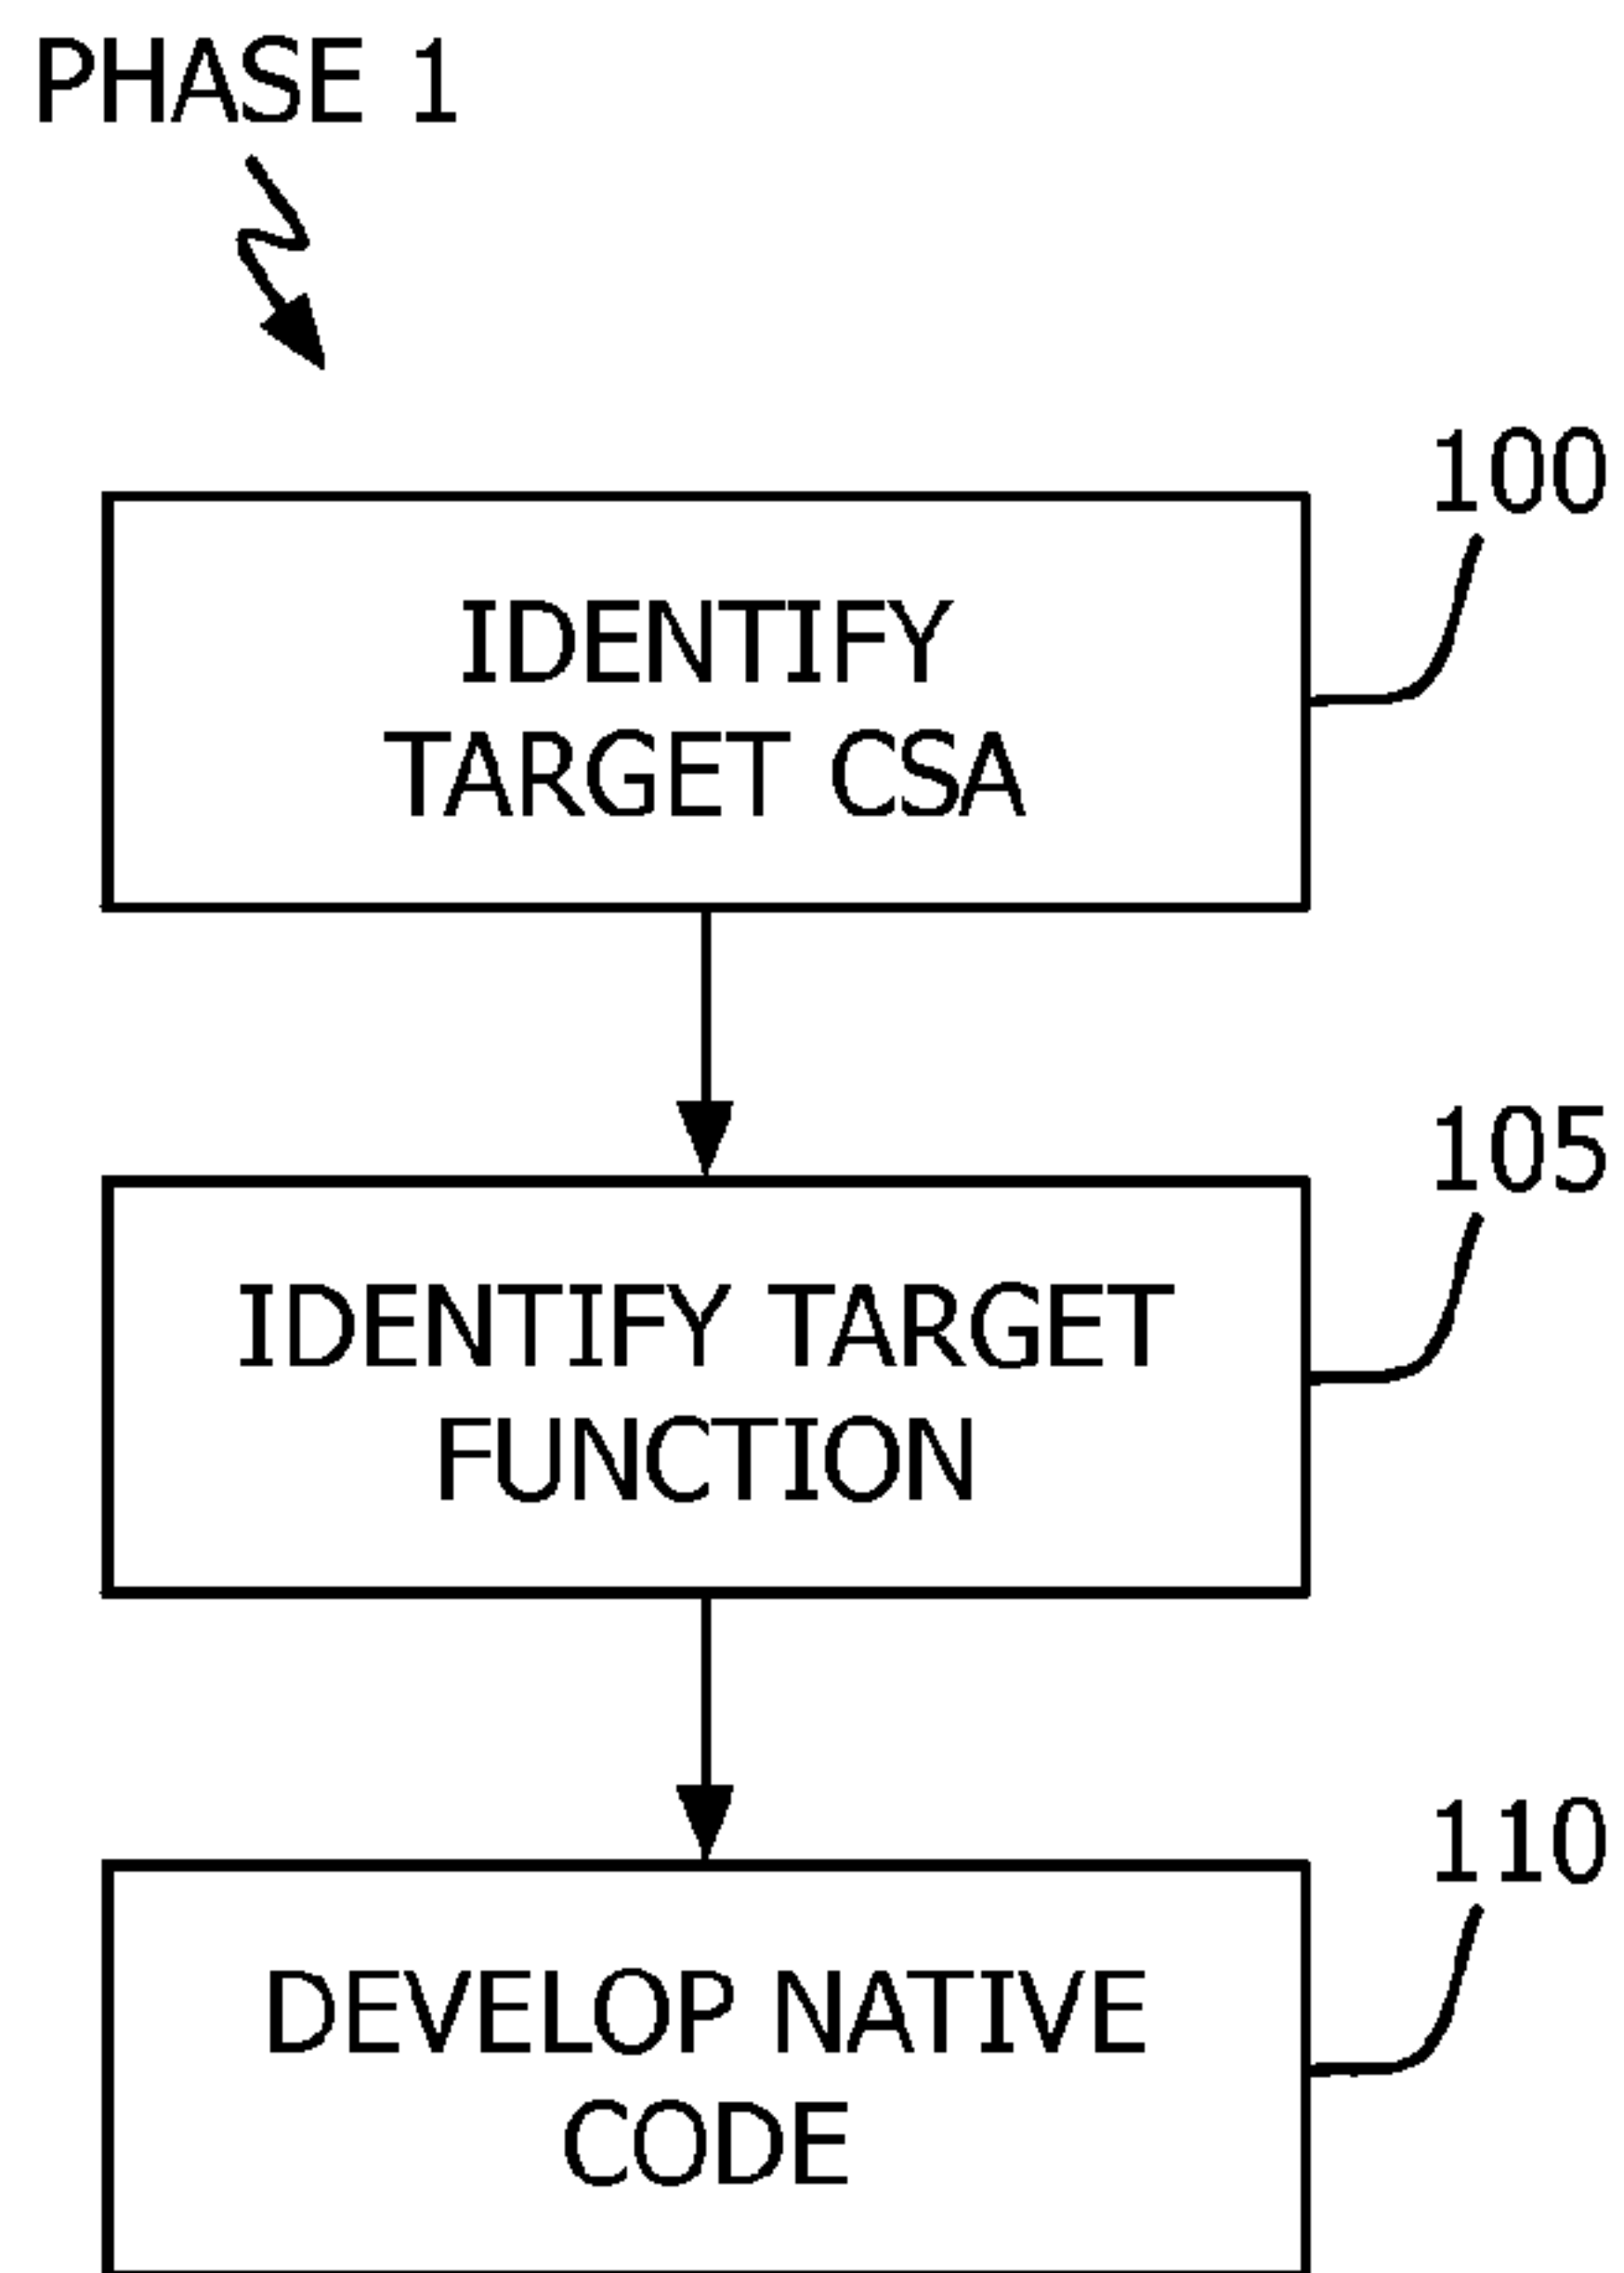 PHASE 1
100
IDENTIFY
TARGET CSA
105
IDENTIFY TARGET
FUNCTION
110
DEVELOP NATIVE
CODE